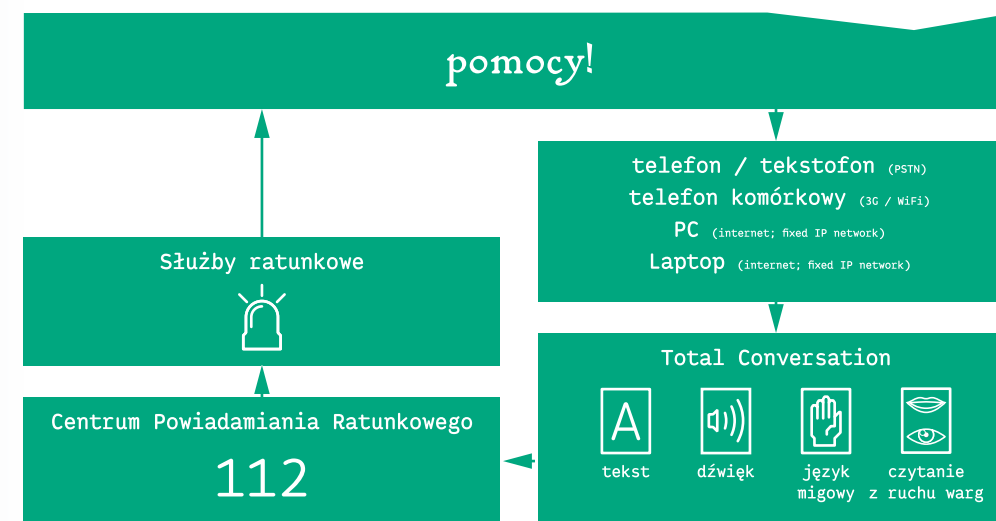 pomocy!
telefon / tekstofon (PSTN)
telefon komórkowy (3G / WiFi)
PC (internet; fixed IP network)
Laptop (internet; fixed IP network)
Służby ratunkowe
Total Conversation
A
tekst
dźwięk
język
migowy
czytanie
z ruchu warg
Centrum Powiadamiania Ratunkowego
112